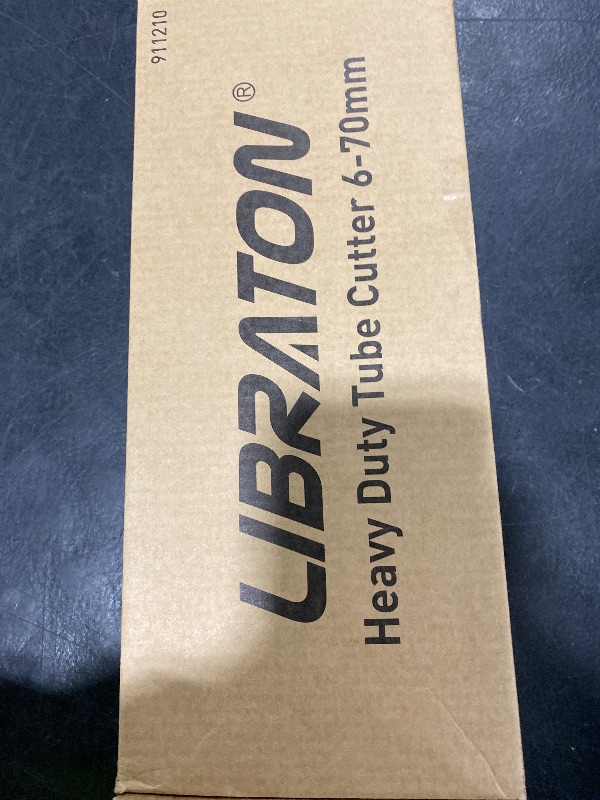 911210
LIBRATON®
Heavy Duty Tube Cutter 6-70mm